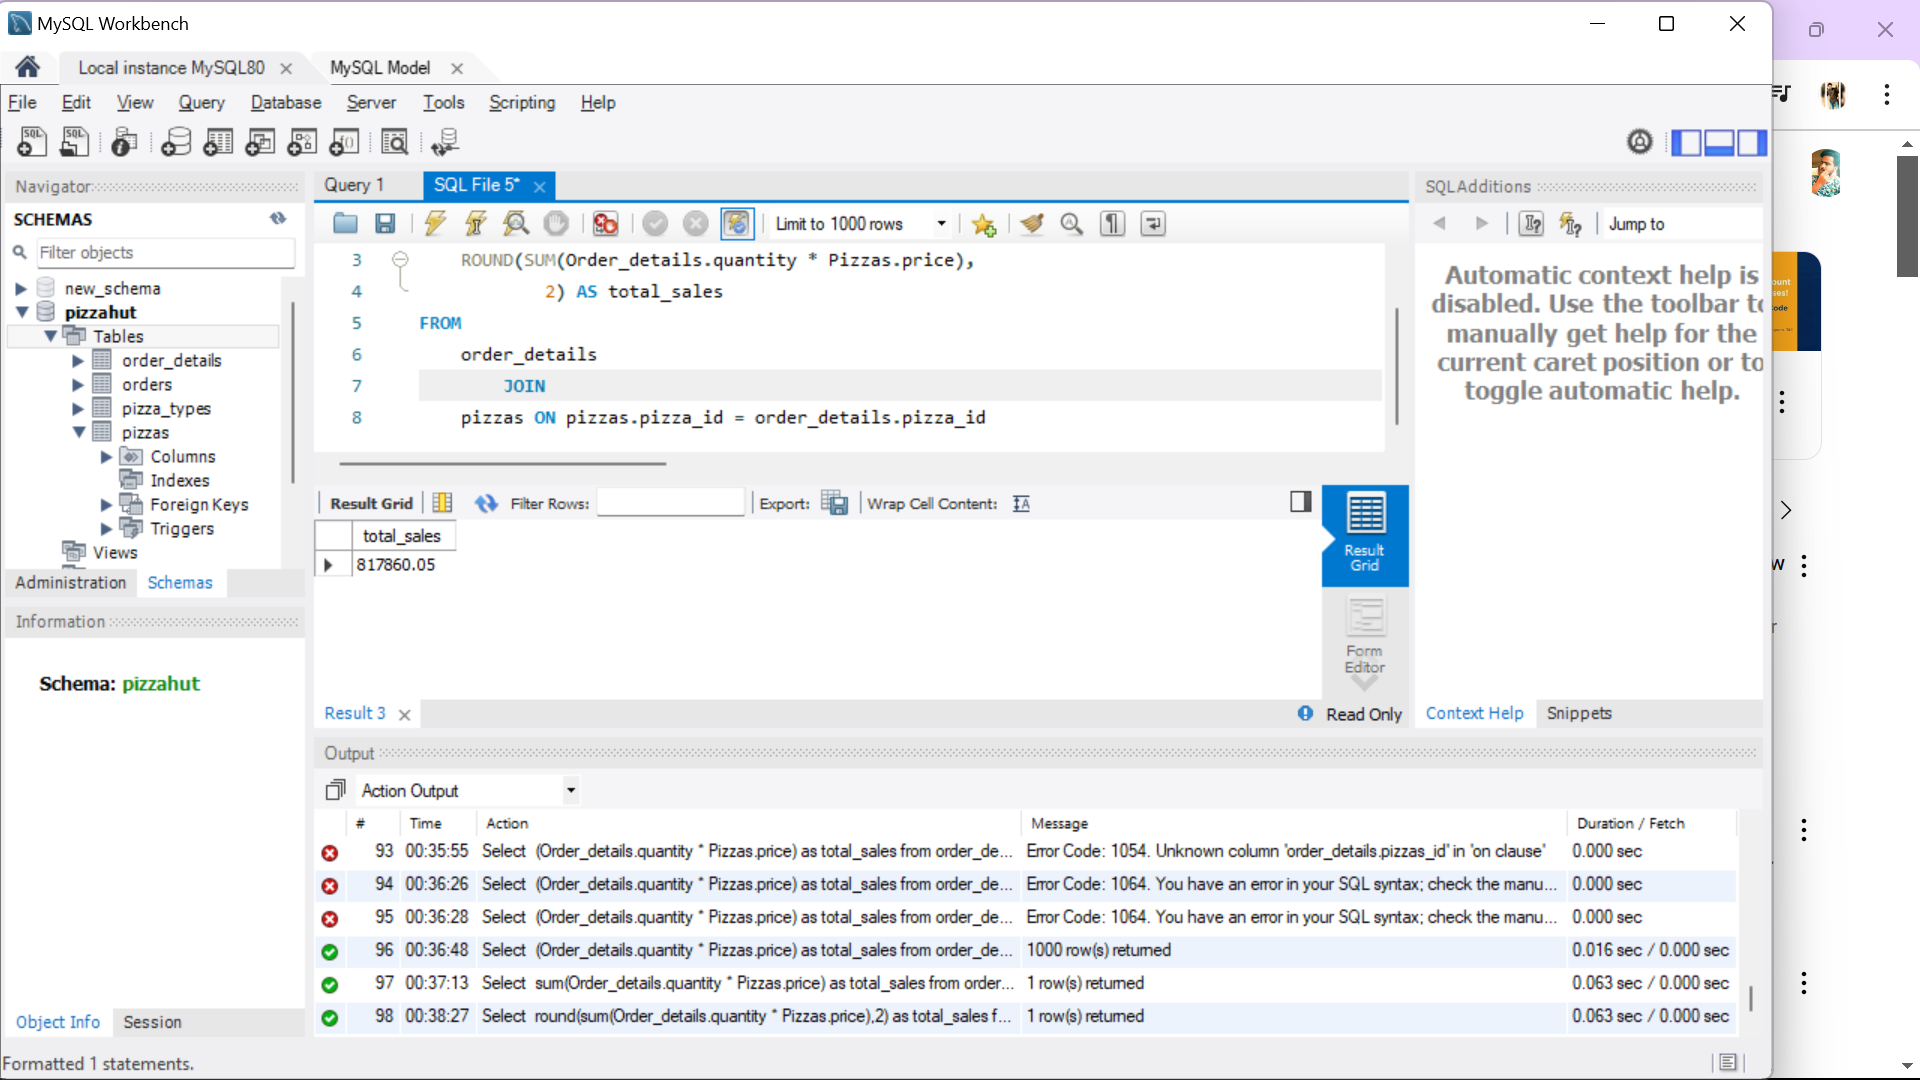 MySQL Workbench
Local instance MySQL80
MySQL Model
File Edit View Query Database Server Tools Scripting Help
Navigator
SCHEMAS
Filter objects
new_schema
pizzahut
Tables
order_details
orders
pizza_types
pizzas
Columns
Indexes
Foreign Keys
Triggers
Views
Administration Schemas
Information
Schema: pizzahut
Object Info Session
Query 1
SQL File 5*
Limit to 1000 rows
3 ROUND(SUM(Order_details.quantity * Pizzas.price),
4 2) AS total_sales
5 FROM
6 order_details
7 JOIN
8 pizzas ON pizzas.pizza_id = order_details.pizza_id
Result Grid Filter Rows: Export: Wrap Cell Content:
total_sales
817860.05
Result Grid
Form Editor
Result 3
Read Only
SQLAdditions
Jump to
Automatic context help is
disabled. Use the toolbar to
manually get help for the
current caret position or to
toggle automatic help.
Context Help Snippets
Output
Action Output
# Time Action Message Duration / Fetch
93 00:35:55 Select (Order_details.quantity * Pizzas.price) as total_sales from order_de... Error Code: 1054. Unknown column 'order_details.pizzas_id' in 'on clause' 0.000 sec
94 00:36:26 Select (Order_details.quantity * Pizzas.price) as total_sales from order_de... Error Code: 1064. You have an error in your SQL syntax; check the manu... 0.000 sec
95 00:36:28 Select (Order_details.quantity * Pizzas.price) as total_sales from order_de... Error Code: 1064. You have an error in your SQL syntax; check the manu... 0.000 sec
96 00:36:48 Select (Order_details.quantity * Pizzas.price) as total_sales from order_de... 1000 row(s) returned 0.016 sec / 0.000 sec
97 00:37:13 Select sum(Order_details.quantity * Pizzas.price) as total_sales from order... 1 row(s) returned 0.063 sec / 0.000 sec
98 00:38:27 Select round(sum(Order_details.quantity * Pizzas.price),2) as total_sales f... 1 row(s) returned 0.063 sec / 0.000 sec
Formatted 1 statements.